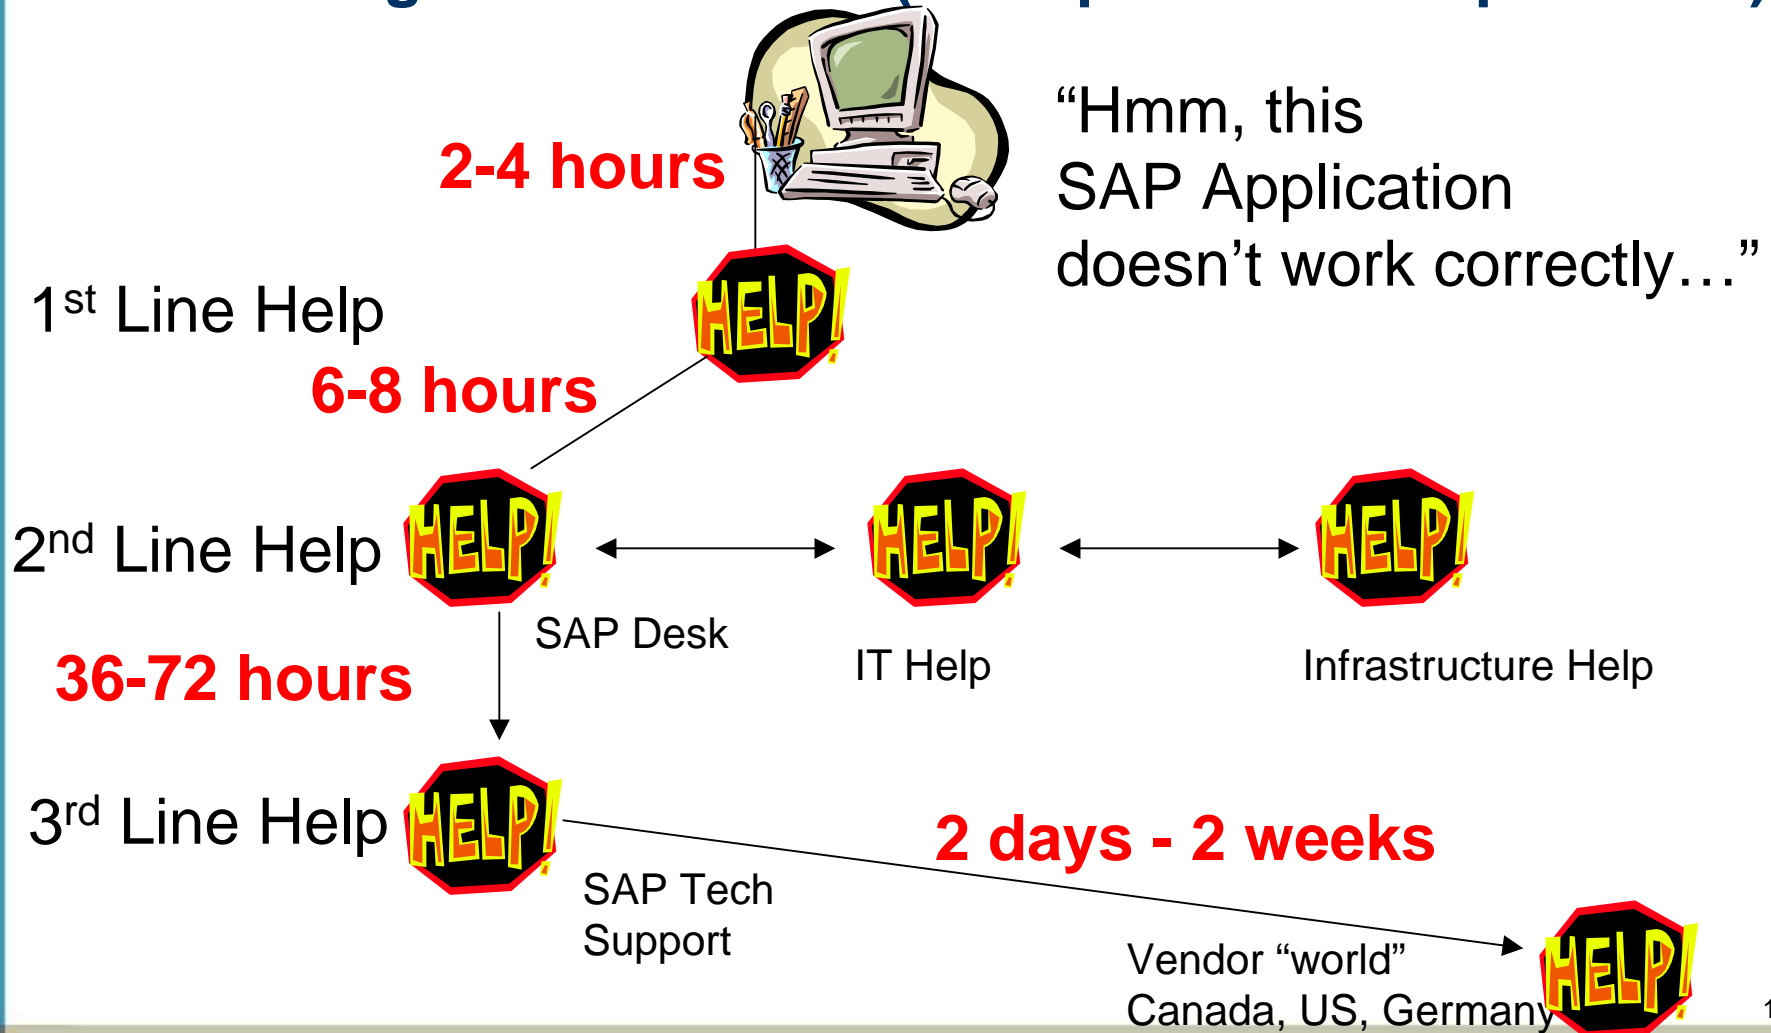 “Hmm, this
SAP Application
doesn’t work correctly…”
2-4 hours
1st Line Help
HELP!
6-8 hours
2nd Line Help
HELP!
HELP!
HELP!
SAP Desk
IT Help
Infrastructure Help
36-72 hours
3rd Line Help
HELP!
2 days - 2 weeks
SAP Tech
Support
Vendor “world”
Canada, US, Germany
HELP!
1